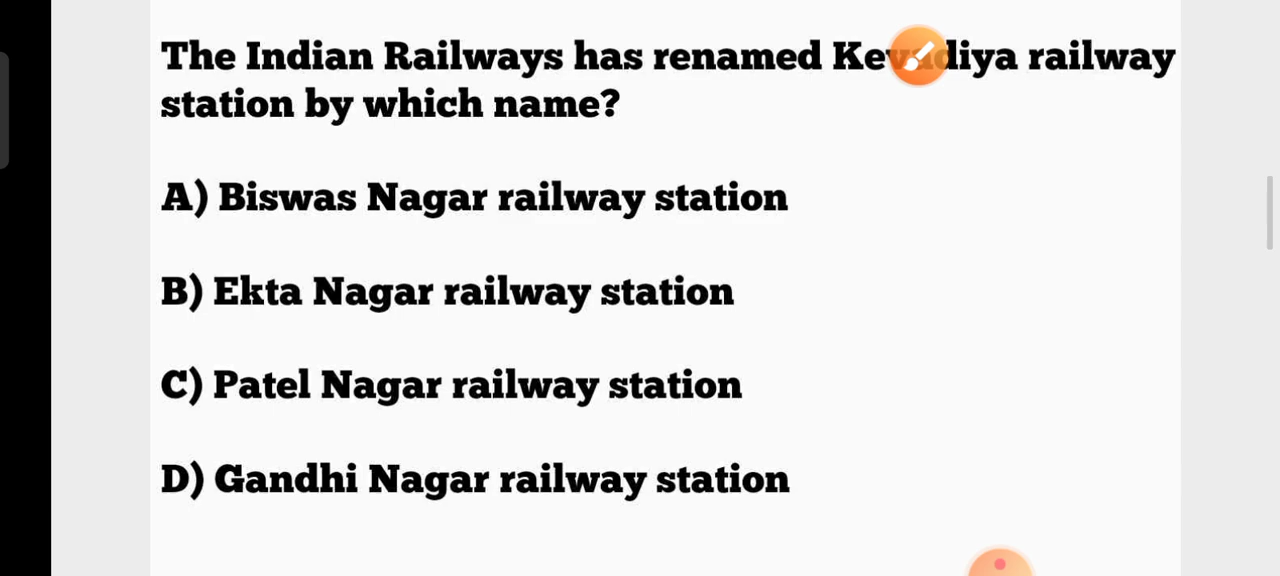 The Indian Railways has renamed Kevadiya railway
station by which name?
A) Biswas Nagar railway station
B) Ekta Nagar railway station
C) Patel Nagar railway station
D) Gandhi Nagar railway station